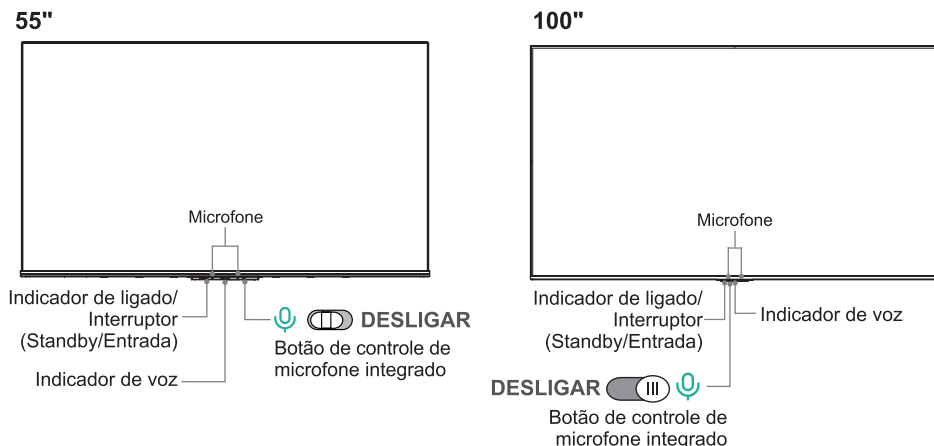 55"
Microfone
Indicador de ligado/
Interruptor
(Standby/Entrada)
Indicador de voz
DESLIGAR
Botão de controle de
microfone integrado
100"
Microfone
Indicador de ligado/
Interruptor
(Standby/Entrada)
Indicador de voz
DESLIGAR
Botão de controle de
microfone integrado